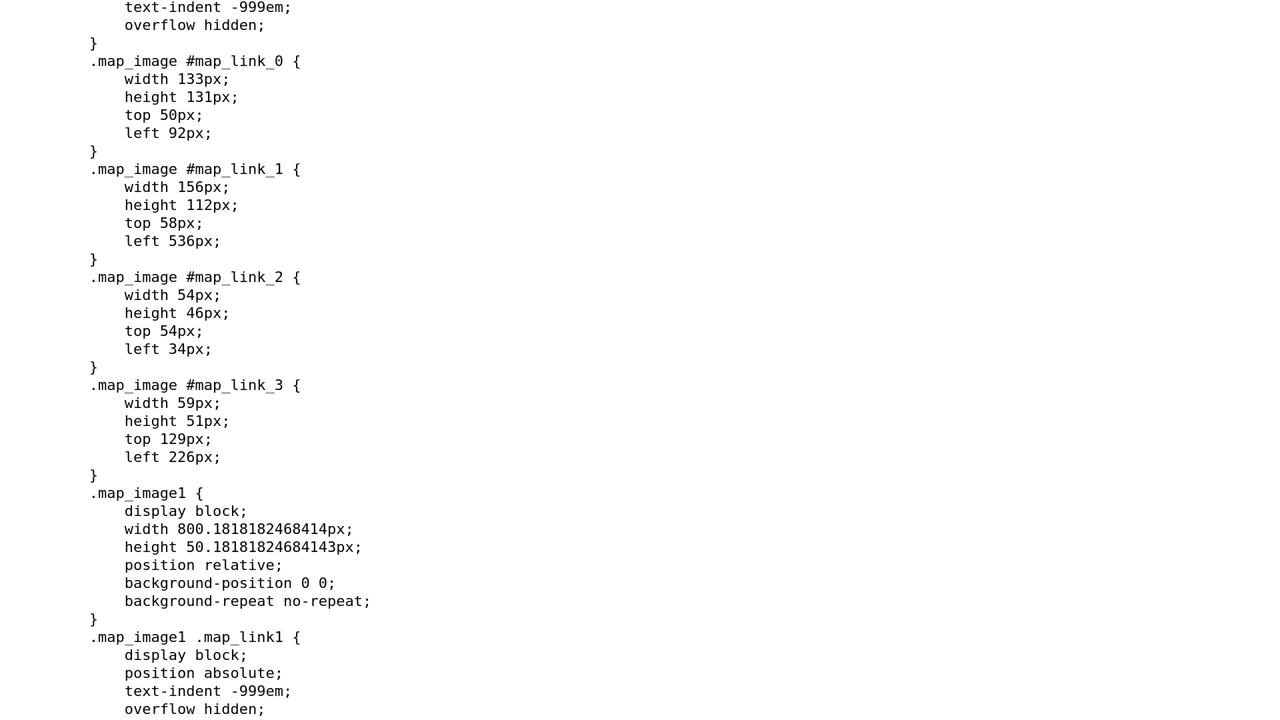 text-indent -999em;
overflow hidden;
}
.map_image #map_link_0 {
width 133px;
height 131px;
top 50px;
left 92px;
}
.map_image #map_link_1 {
width 156px;
height 112px;
top 58px;
left 536px;
}
.map_image #map_link_2 {
width 54px;
height 46px;
top 54px;
left 34px;
}
.map_image #map_link_3 {
width 59px;
height 51px;
top 129px;
left 226px;
}
.map_image1 {
display block;
width 800.1818182468414px;
height 50.18181824684143px;
position relative;
background-position 0 0;
background-repeat no-repeat;
}
.map_image1 .map_link1 {
display block;
position absolute;
text-indent -999em;
overflow hidden;